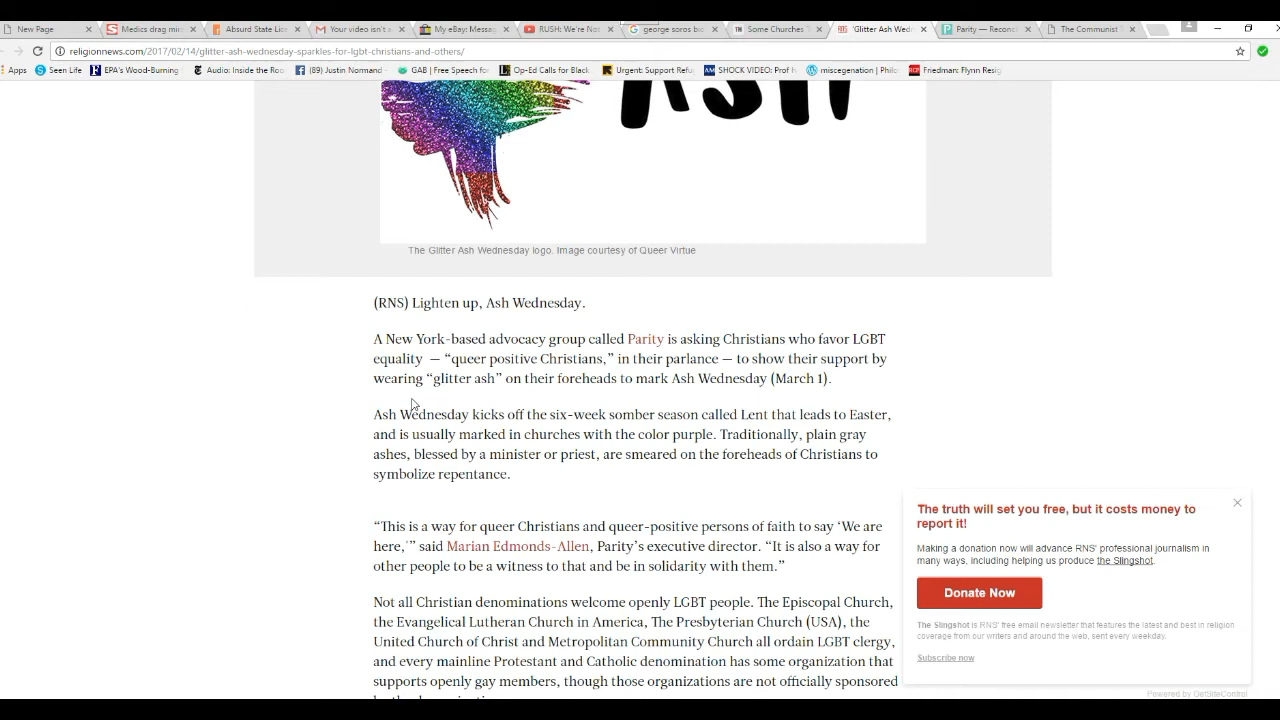 New Page
Medics drag mi
Absurd State Lic
Your video isn't a
My eBay: Messa
RUSH: We're No
george soros bio
Some Churches
'Glitter Ash Wed
Parity — Reconci
The Communist
religionnews.com/2017/02/14/glitter-ash-wednesday-sparkles-for-lgbt-christians-and-others/
Apps
Seen Life
EPA's Wood-Burning
Audio: Inside the Roo
(89) Justin Normand
GAB | Free Speech fo
Op-Ed Calls for Black
Urgent: Support Refu
SHOCK VIDEO: Prof
miscegenation | Phil
Friedman: Flynn Resig
ASH
The Glitter Ash Wednesday logo. Image courtesy of Queer Virtue
(RNS) Lighten up, Ash Wednesday.
A New York-based advocacy group called Parity is asking Christians who favor LGBT
equality — “queer positive Christians,” in their parlance — to show their support by
wearing “glitter ash” on their foreheads to mark Ash Wednesday (March 1).
Ash Wednesday kicks off the six-week somber season called Lent that leads to Easter,
and is usually marked in churches with the color purple. Traditionally, plain gray
ashes, blessed by a minister or priest, are smeared on the foreheads of Christians to
symbolize repentance.
“This is a way for queer Christians and queer-positive persons of faith to say ‘We are
here,’” said Marian Edmonds-Allen, Parity’s executive director. “It is also a way for
other people to be a witness to that and be in solidarity with them.”
Not all Christian denominations welcome openly LGBT people. The Episcopal Church,
the Evangelical Lutheran Church in America, The Presbyterian Church (USA), the
United Church of Christ and Metropolitan Community Church all ordain LGBT clergy,
and every mainline Protestant and Catholic denomination has some organization that
supports openly gay members, though those organizations are not officially sponsored
The truth will set you free, but it costs money to
report it!
Making a donation now will advance RNS' professional journalism in
many ways, including helping us produce the Slingshot.
Donate Now
The Slingshot is RNS' free email newsletter that features the latest and best in religion
coverage from our writers and around the web, sent every weekday.
Subscribe now
Powered by GetSiteControl